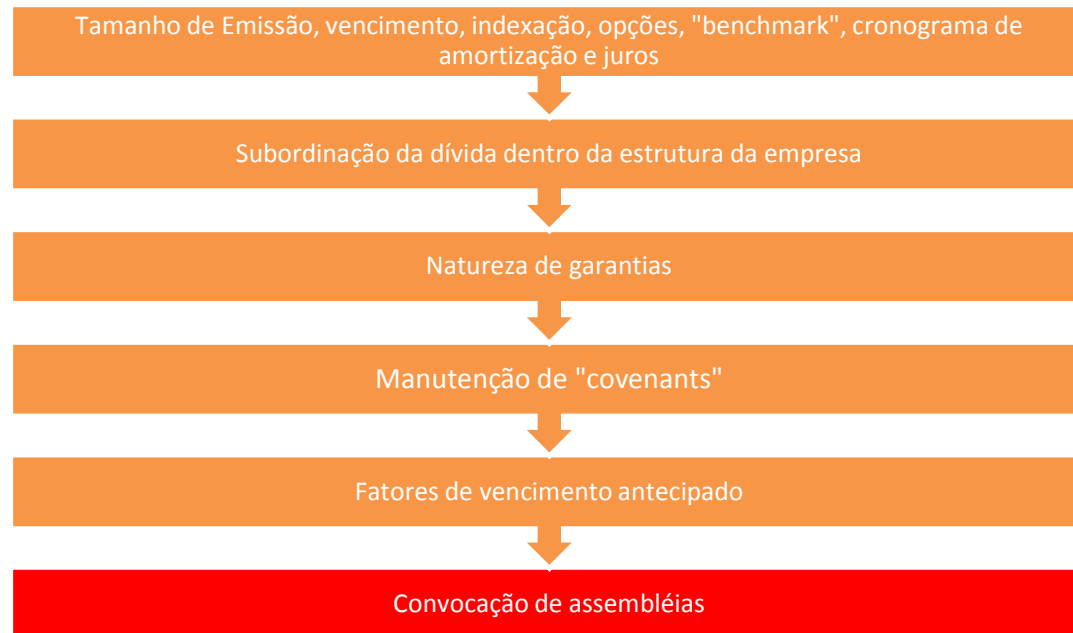 Tamanho de Emissão, vencimento, indexação, opções, "benchmark", cronograma de
amortização e juros
Subordinação da dívida dentro da estrutura da empresa
Natureza de garantias
Manutenção de "covenants"
Fatores de vencimento antecipado
Convocação de assembléias